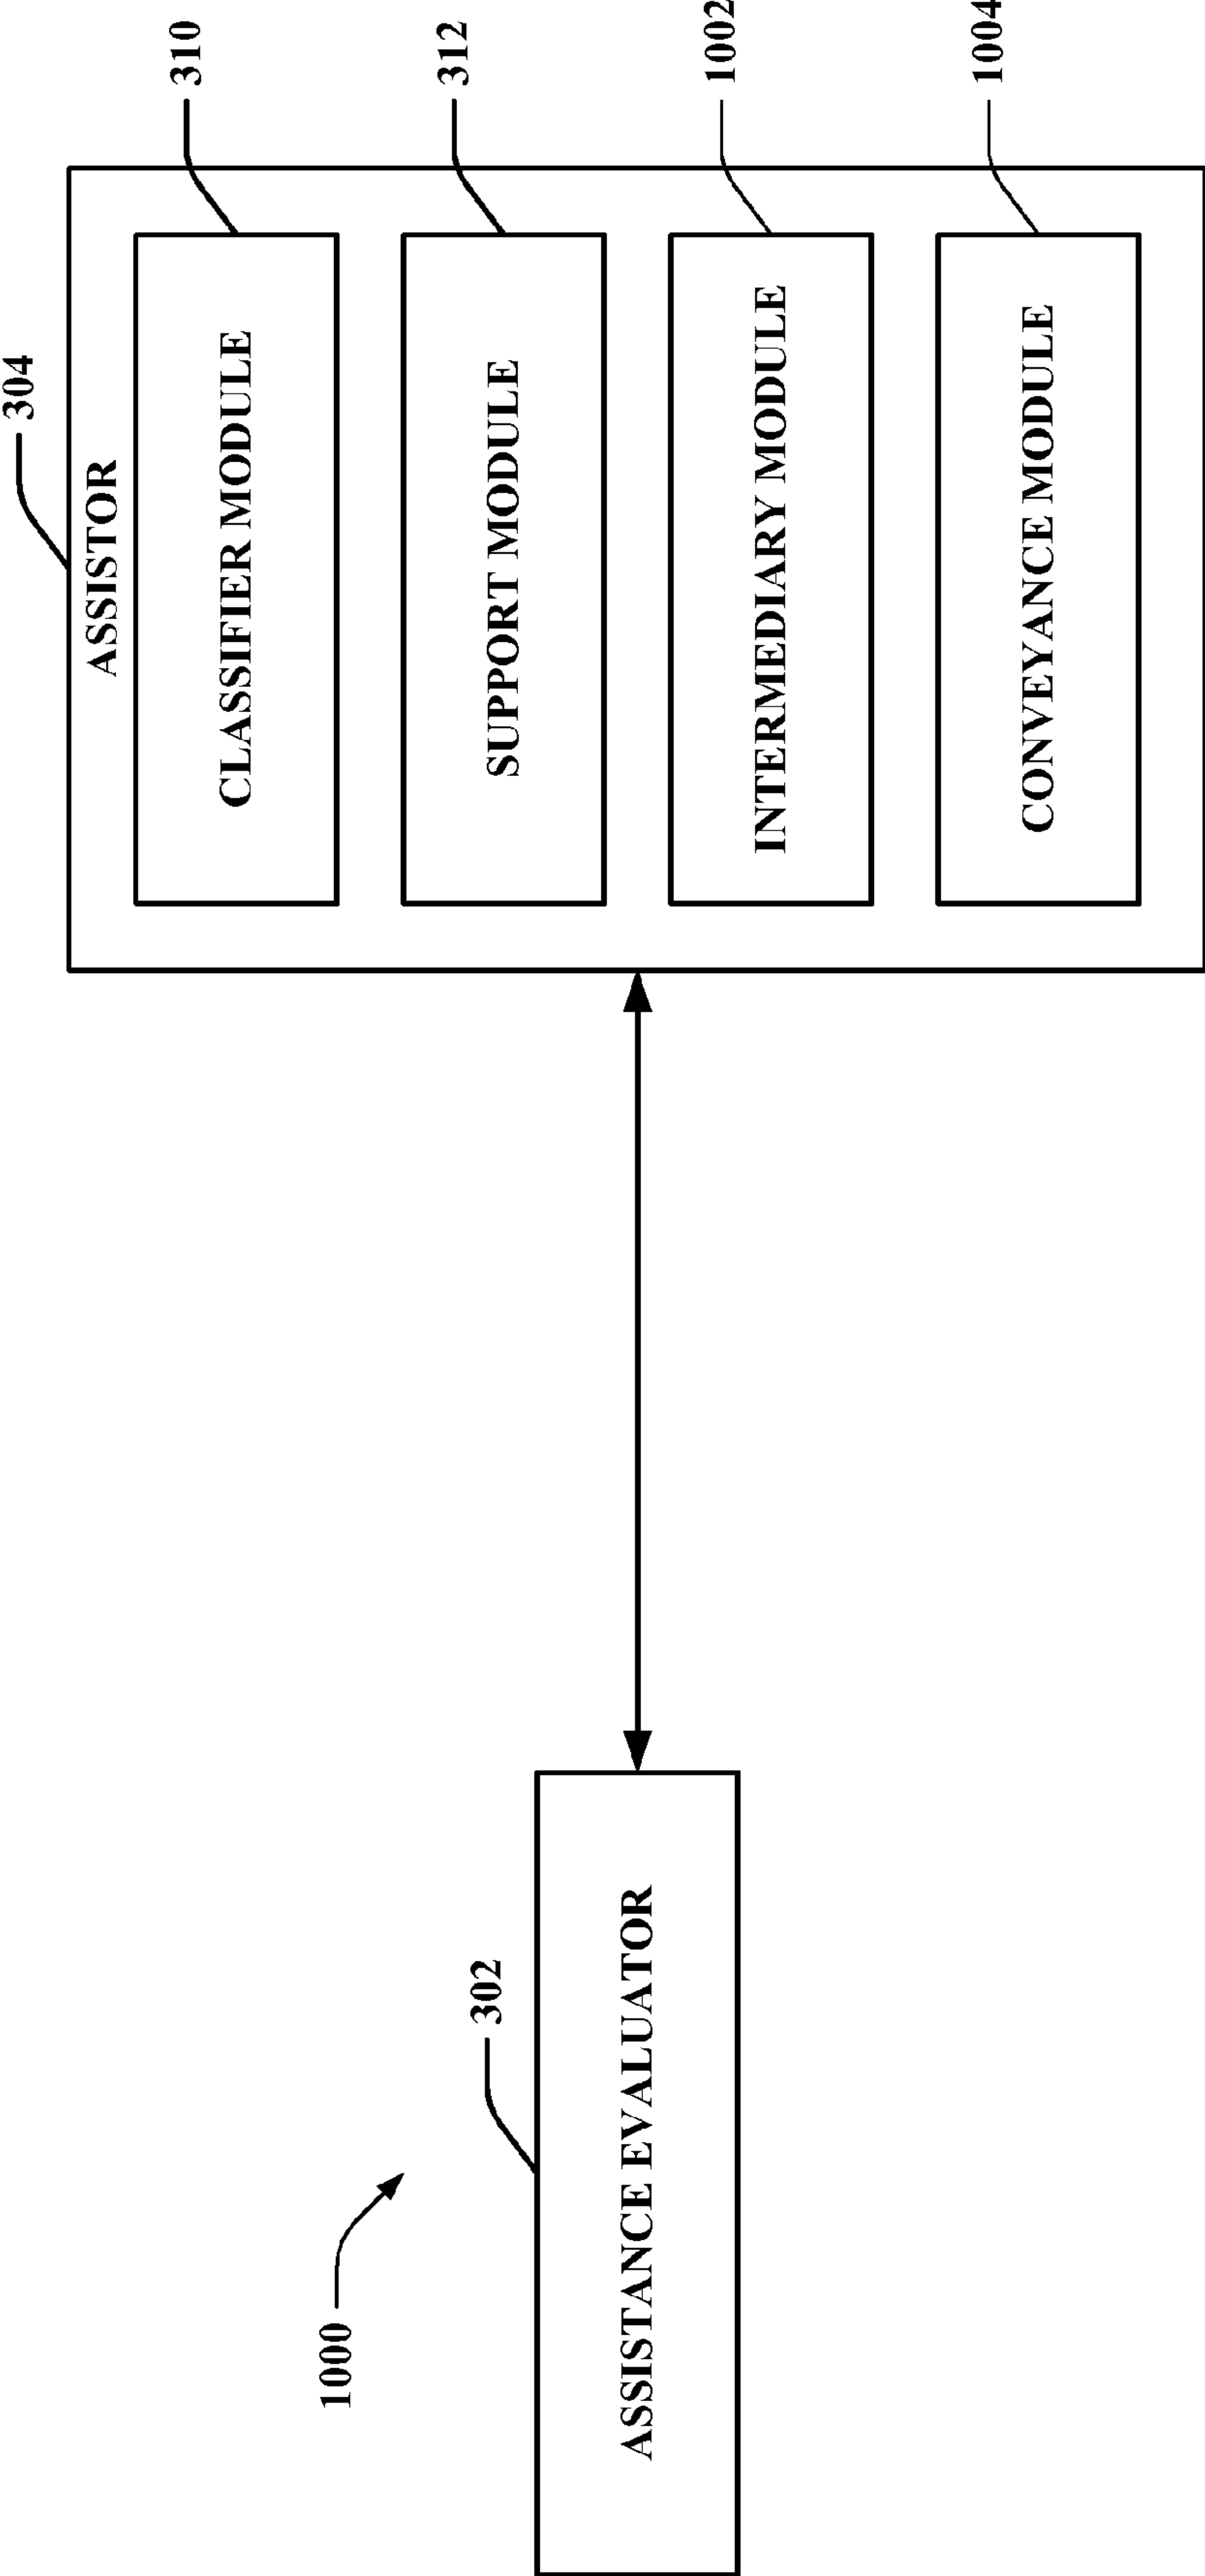 1000
302
ASSISTANCE EVALUATOR
304
ASSISTOR
CLASSIFIER MODULE
310
SUPPORT MODULE
312
INTERMEDIARY MODULE
1002
CONVEYANCE MODULE
1004